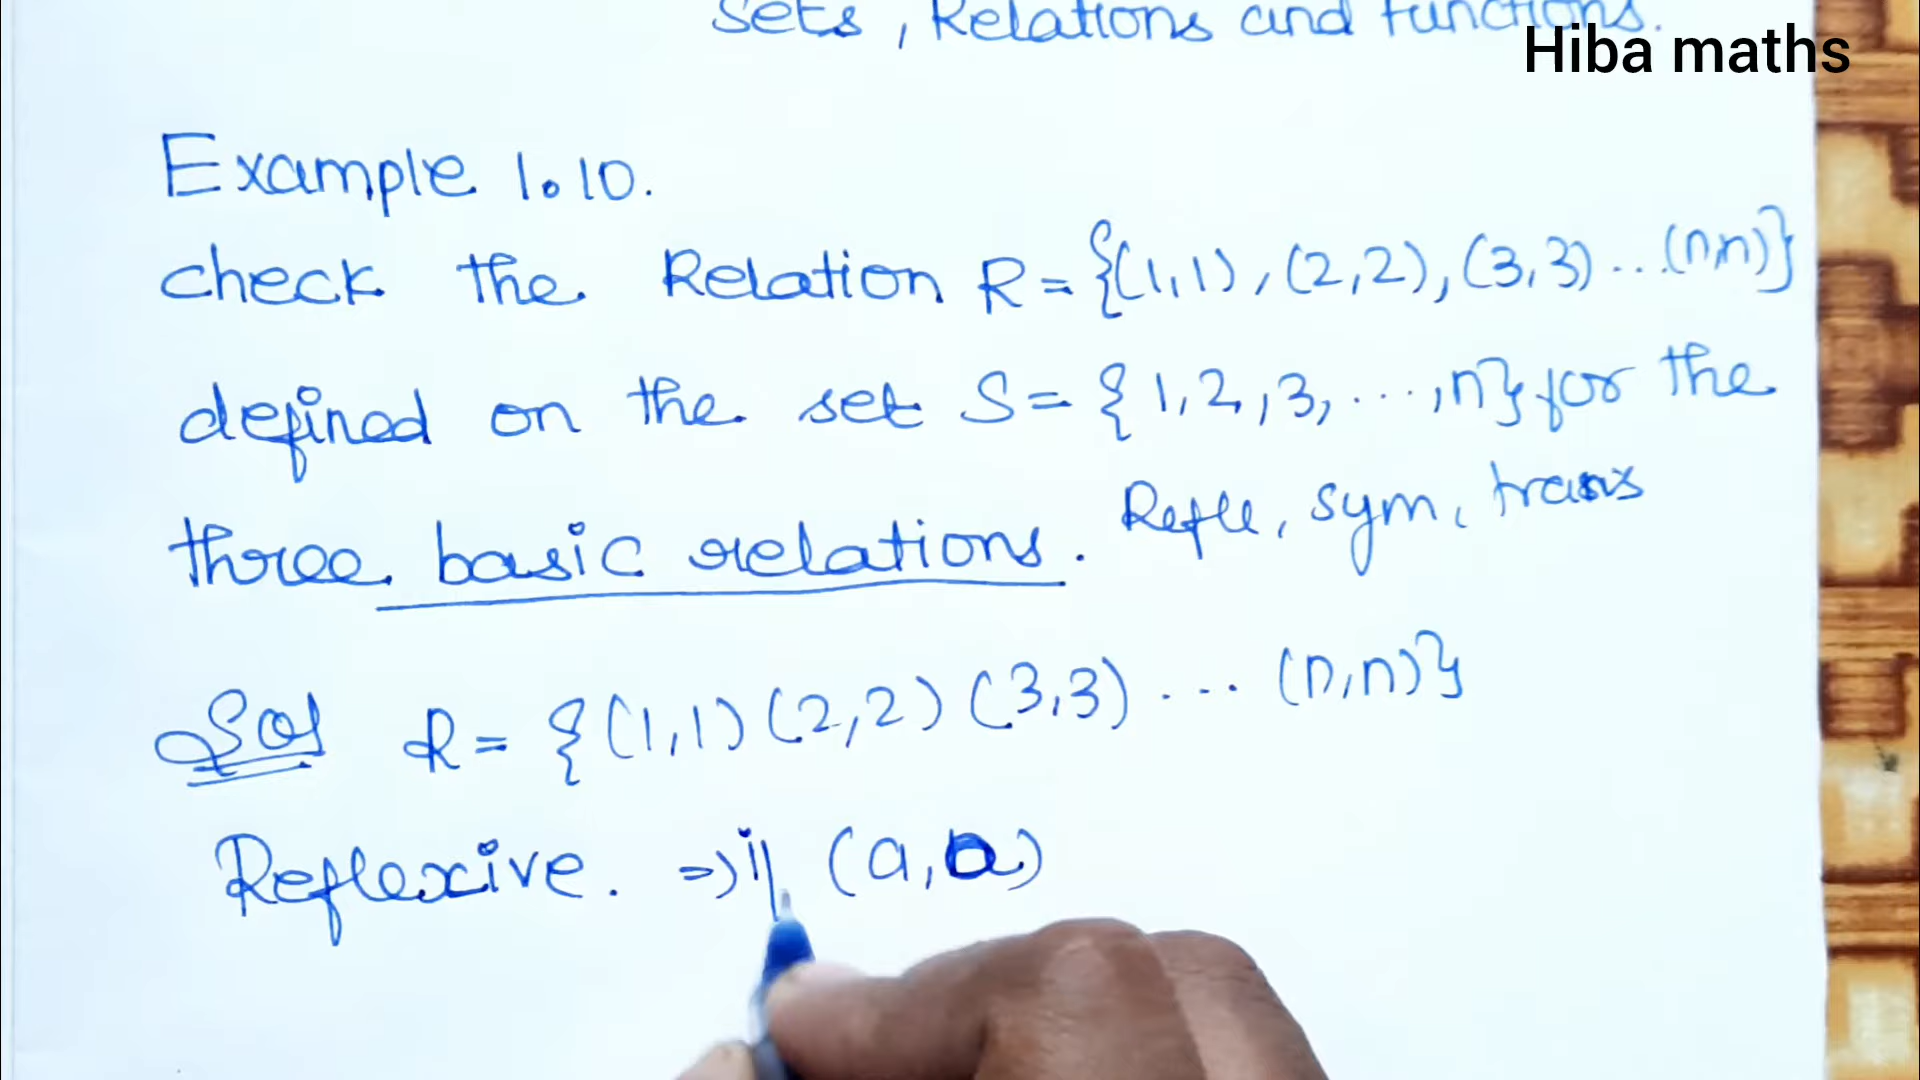 Sets, Relations and Functions.
Hiba maths
Example 1.10.
check the Relation R = {(1,1), (2,2), (3,3) ... (n,n)}
defined on the set S = {1,2,3, ..., n} for the
three basic relations. Refle, sym, trans
Sol R = {(1,1) (2,2) (3,3) ... (n,n)}
Reflexive. ⇒ if (a,a)